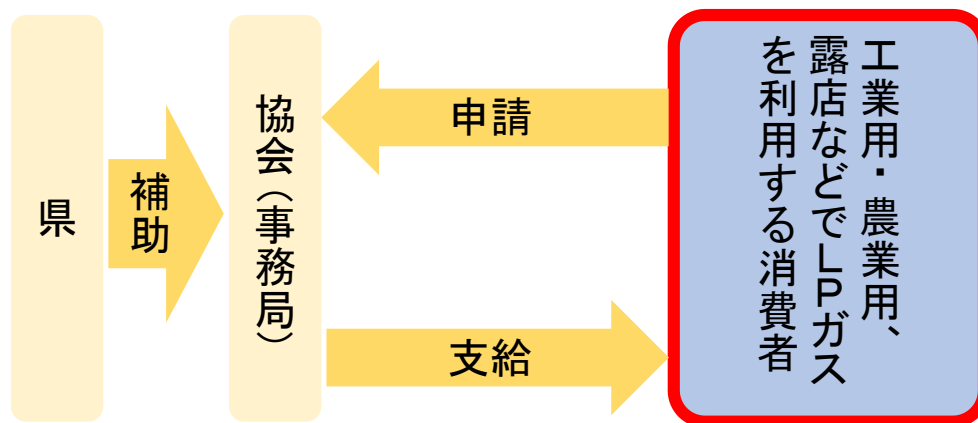 県
補助
協会（事務局）
申請
支給
工業用・農業用、
露店などでＬＰガス
を利用する消費者